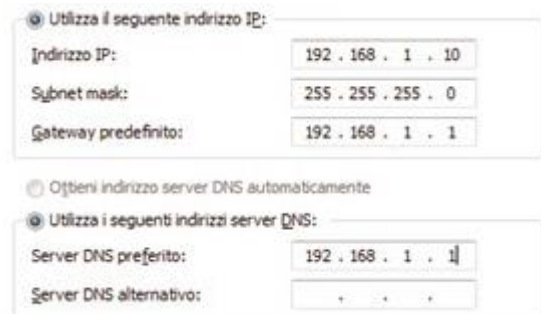 Utilizza il seguente indirizzo IP:
Indirizzo IP: 192 . 168 . 1 . 10
Subnet mask: 255 . 255 . 255 . 0
Gateway predefinito: 192 . 168 . 1 . 1
Ottieni indirizzo server DNS automaticamente
Utilizza i seguenti indirizzi server DNS:
Server DNS preferito: 192 . 168 . 1 . 1
Server DNS alternativo: . . .